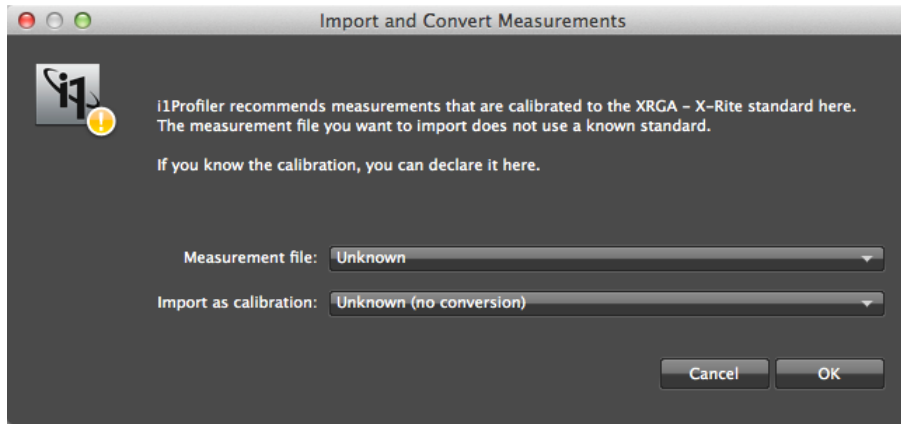 Import and Convert Measurements
i1
i1Profiler recommends measurements that are calibrated to the XRGA – X-Rite standard here.
The measurement file you want to import does not use a known standard.
If you know the calibration, you can declare it here.
Measurement file: Unknown
Import as calibration: Unknown (no conversion)
Cancel OK